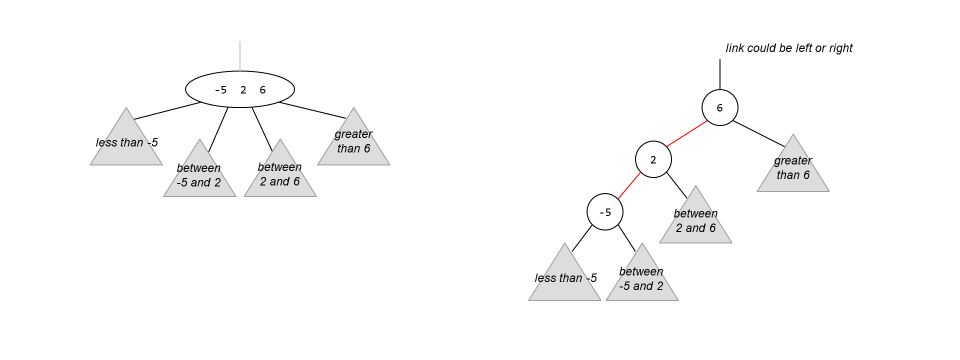 link could be left or right
-5 2 6
less than -5
between
-5 and 2
between
2 and 6
greater
than 6
6
2
greater
than 6
-5
between
2 and 6
less than -5
between
-5 and 2